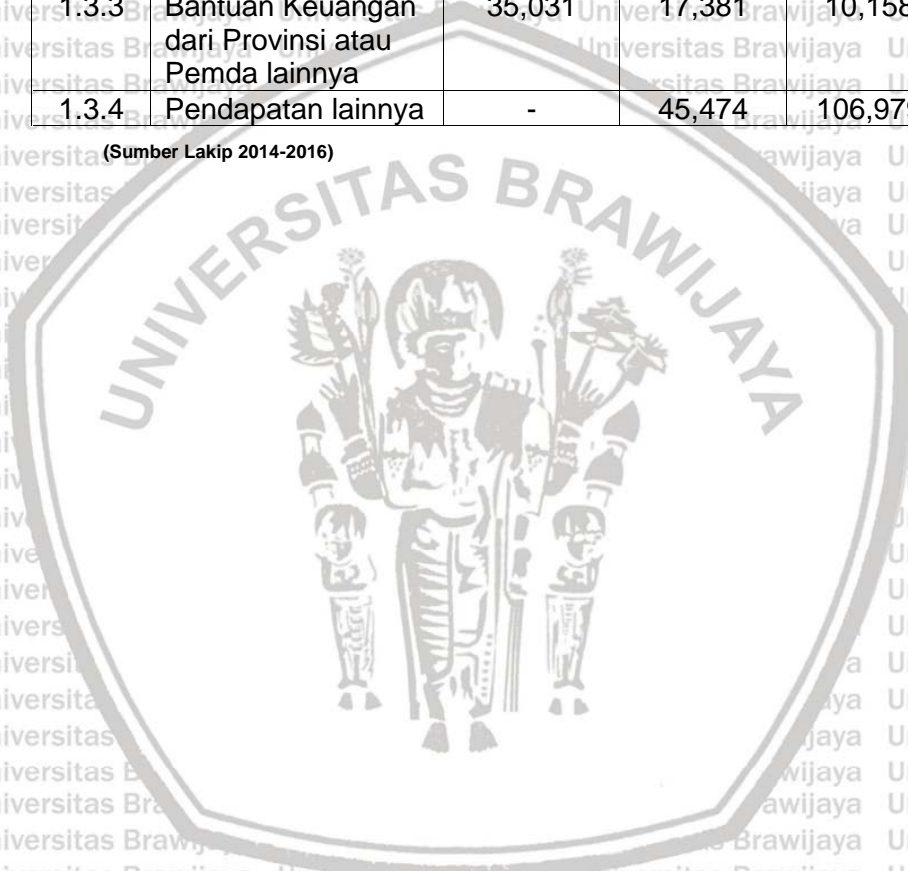 1.3.3 Bantuan Keuangan 35,031 17,381 10,158
dari Provinsi atau
Pemda lainnya
1.3.4 Pendapatan lainnya - 45,474 106,979
(Sumber Lakip 2014-2016)
UNIVERSITAS BRAWIJAYA